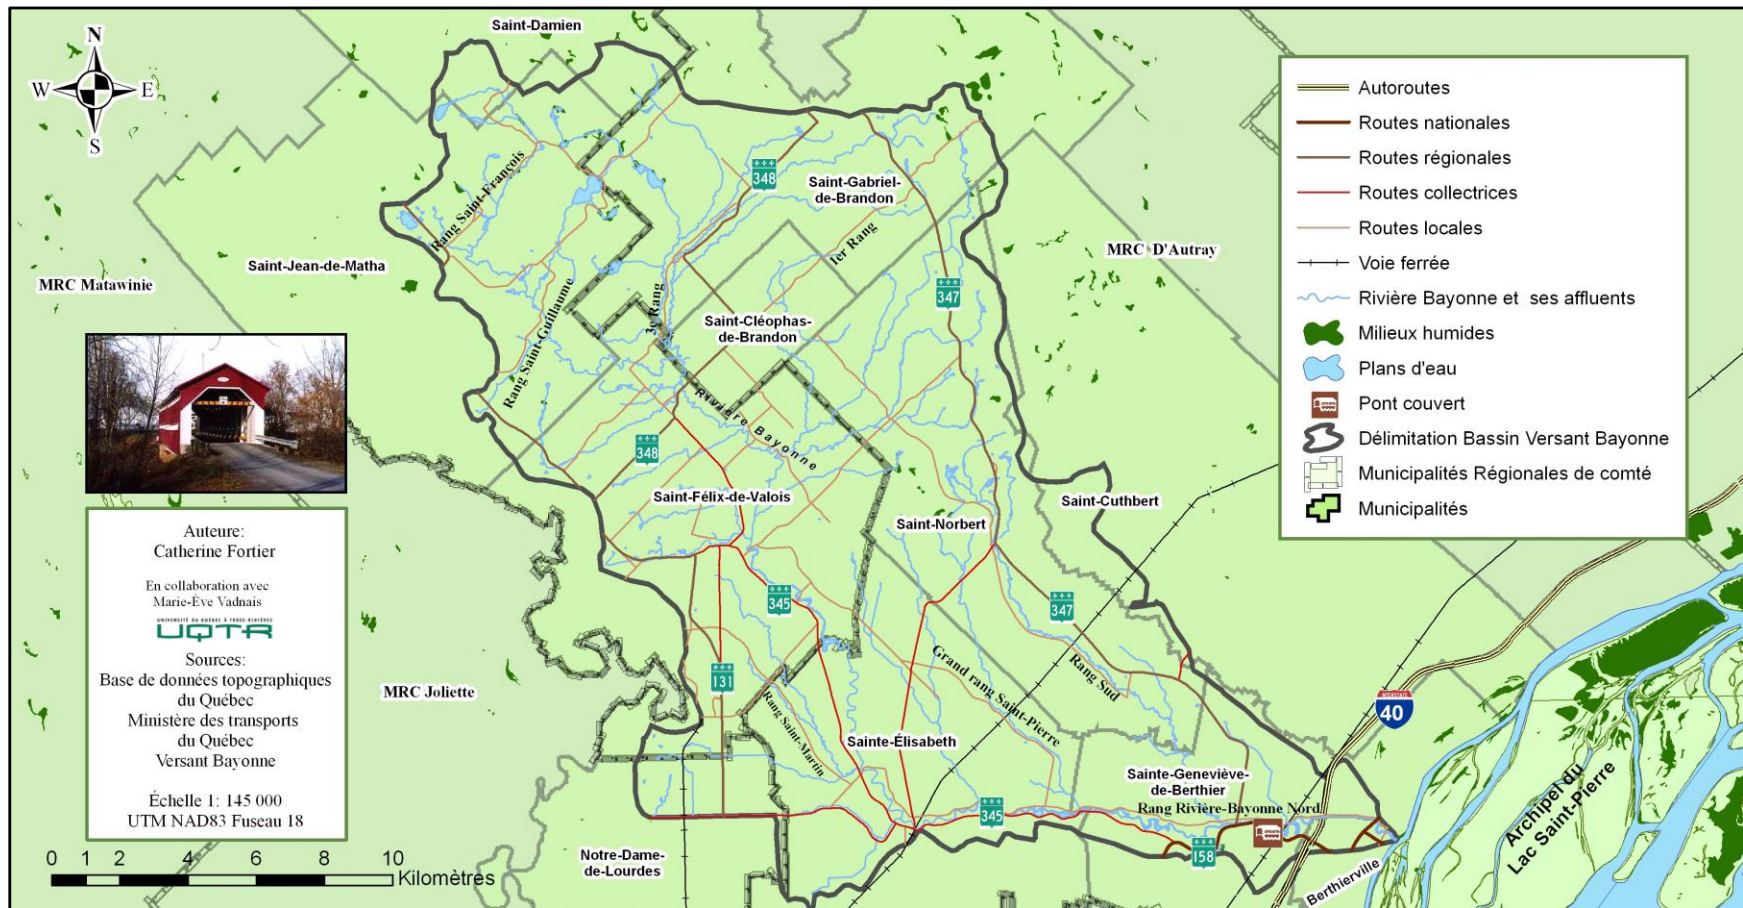 Saint-Damien
N
W
E
S
348
Saint-Gabriel-
de-Brandon
Rang Saint-François
1er Rang
Saint-Jean-de-Matha
MRC Matawinie
MRC D'Autray
347
Rang Saint-Guillaume
3e Rang
Saint-Cléophas-
de-Brandon
Rivière Bayonne
348
Saint-Félix-de-Valois
Saint-Norbert
Saint-Cuthbert
345
347
131
MRC Joliette
Rang Saint-Martin
Grand rang Saint-Pierre
Rang Sud
Sainte-Élisabeth
INTERSTATE
40
Sainte-Geneviève-
de-Berthier
Rang Rivière-Bayonne Nord
345
158
Notre-Dame-
de-Lourdes
Berthierville
Archipel du
Lac Saint-Pierre
Autoroutes
Routes nationales
Routes régionales
Routes collectrices
Routes locales
Voie ferrée
Rivière Bayonne et ses affluents
Milieux humides
Plans d'eau
Pont couvert
Délimitation Bassin Versant Bayonne
Municipalités Régionales de comté
Municipalités
Auteure:
Catherine Fortier
En collaboration avec
Marie-Ève Vadnais
UNIVERSITÉ DU QUÉBEC À TROIS-RIVIÈRES
UQTR
Sources:
Base de données topographiques
du Québec
Ministère des transports
du Québec
Versant Bayonne
Échelle 1: 145 000
UTM NAD83 Fuseau 18
0 1 2 4 6 8 10
Kilomètres